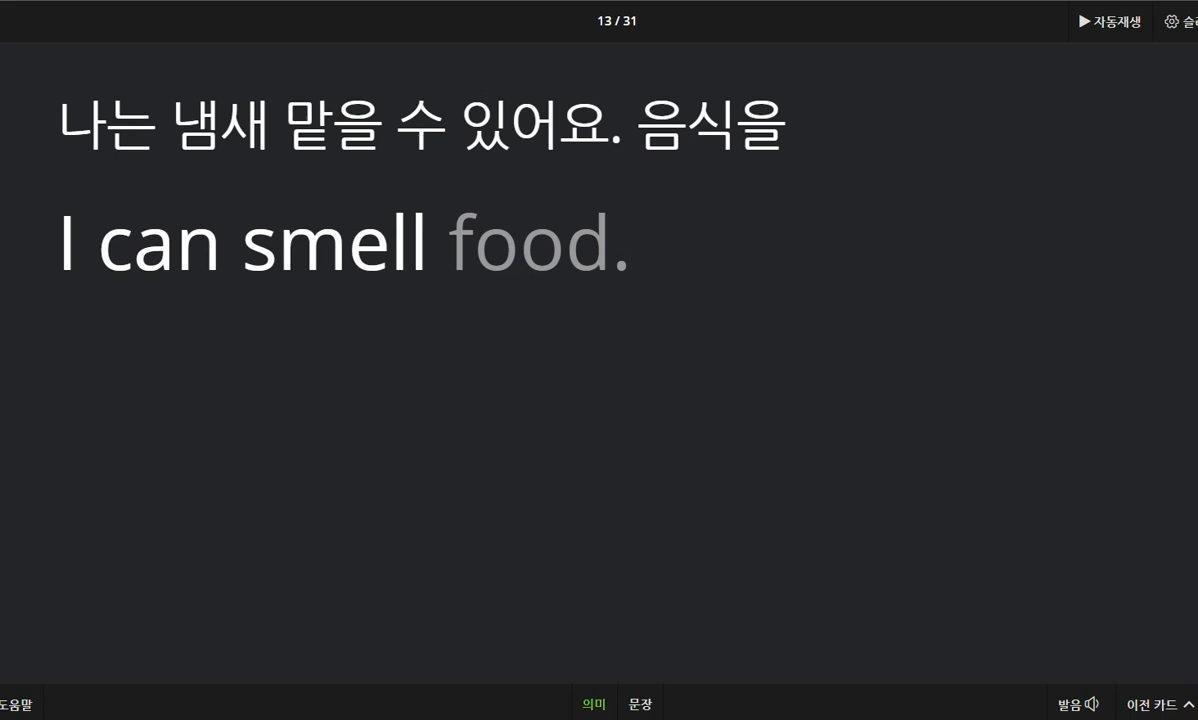 13 / 31
▶ 자동재생
나는 냄새 맡을 수 있어요. 음식을
I can smell food.
도움말
의미
문장
발음
이전 카드